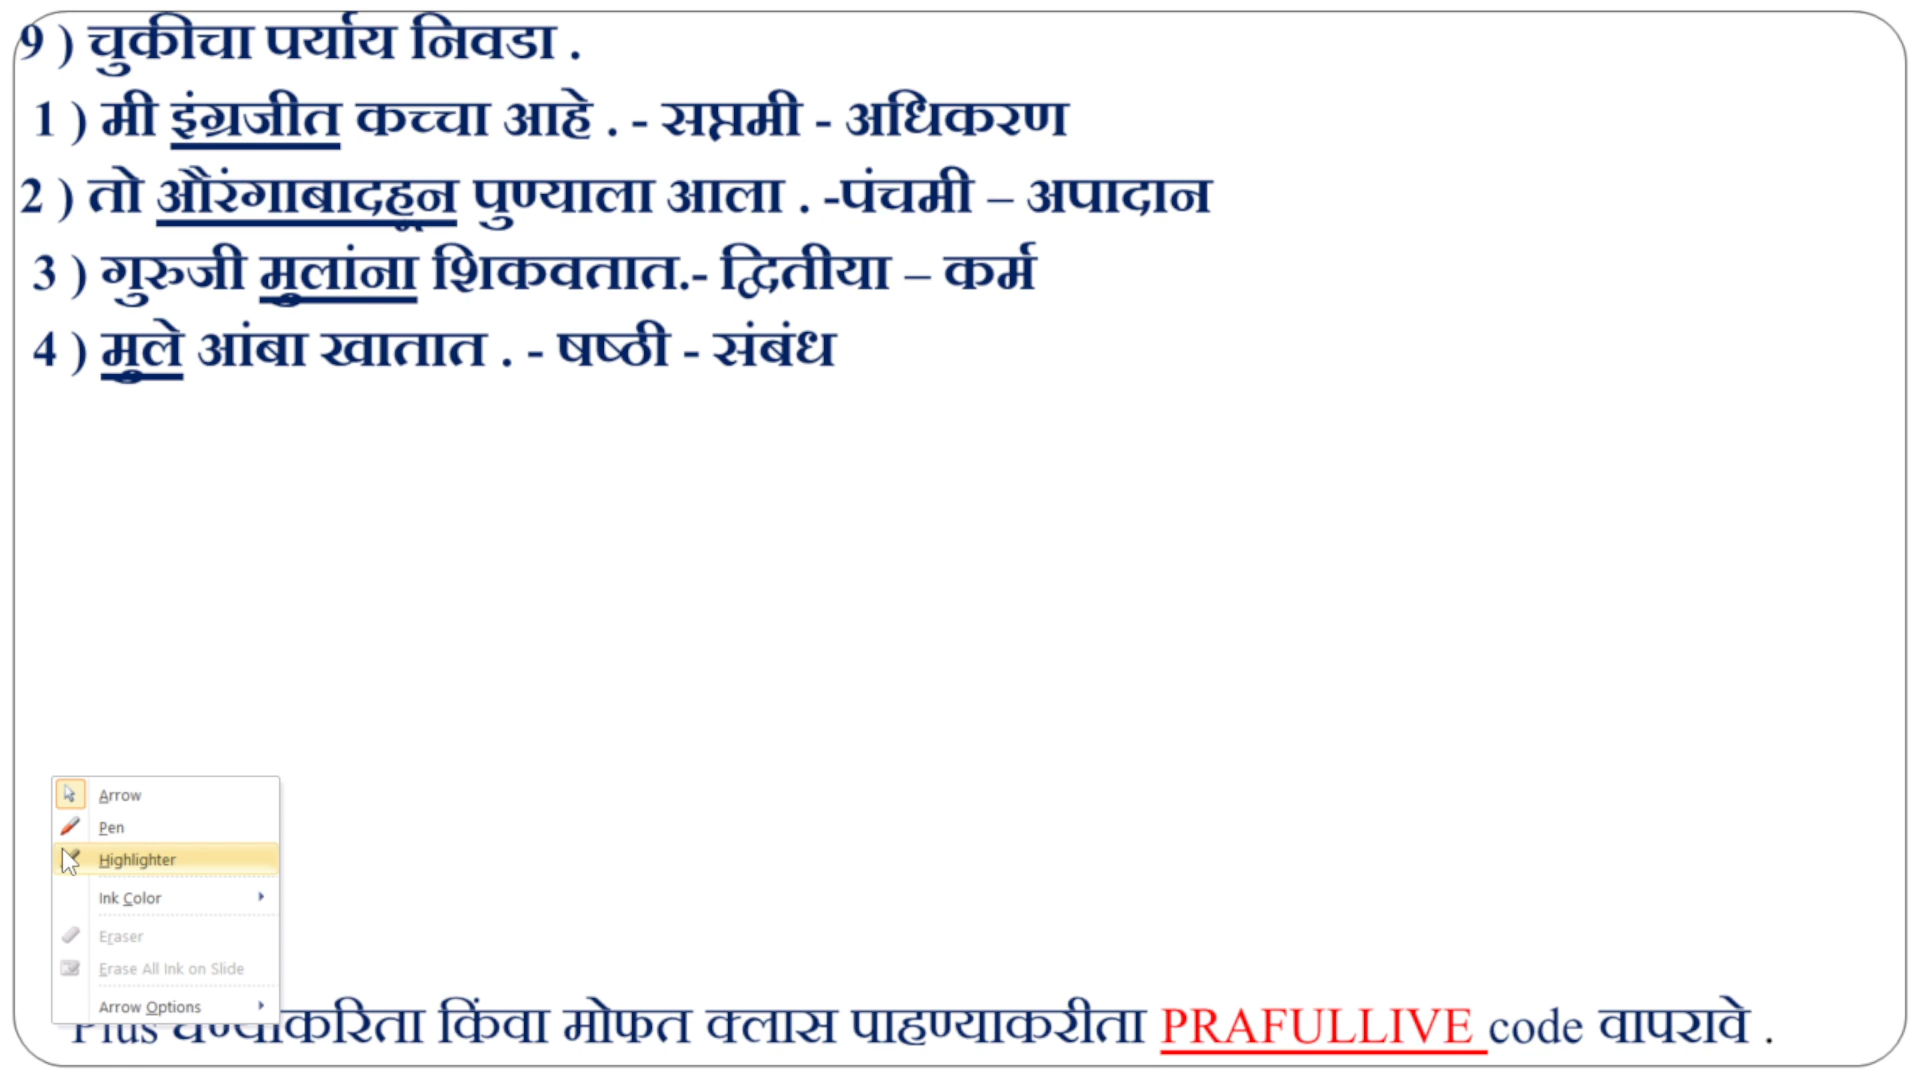 9 ) चुकीचा पर्याय निवडा .
1 ) मी इंग्रजीत कच्चा आहे . - सप्तमी - अधिकरण
2 ) तो औरंगाबादहून पुण्याला आला . -पंचमी – अपादान
3 ) गुरुजी मुलांना शिकवतात.- द्वितीया – कर्म
4 ) मुले आंबा खातात . - षष्ठी - संबंध
Arrow
Pen
Highlighter
Ink Color
Eraser
Erase All Ink on Slide
Arrow Options
Plus घेण्याकरिता किंवा मोफत क्लास पाहण्याकरीता PRAFULLIVE code वापरावे .